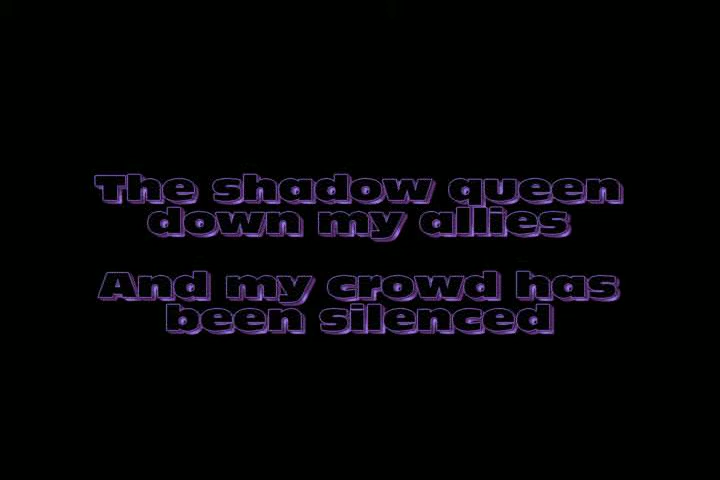 The shadow queen
down my allies
And my crowd has
been silenced